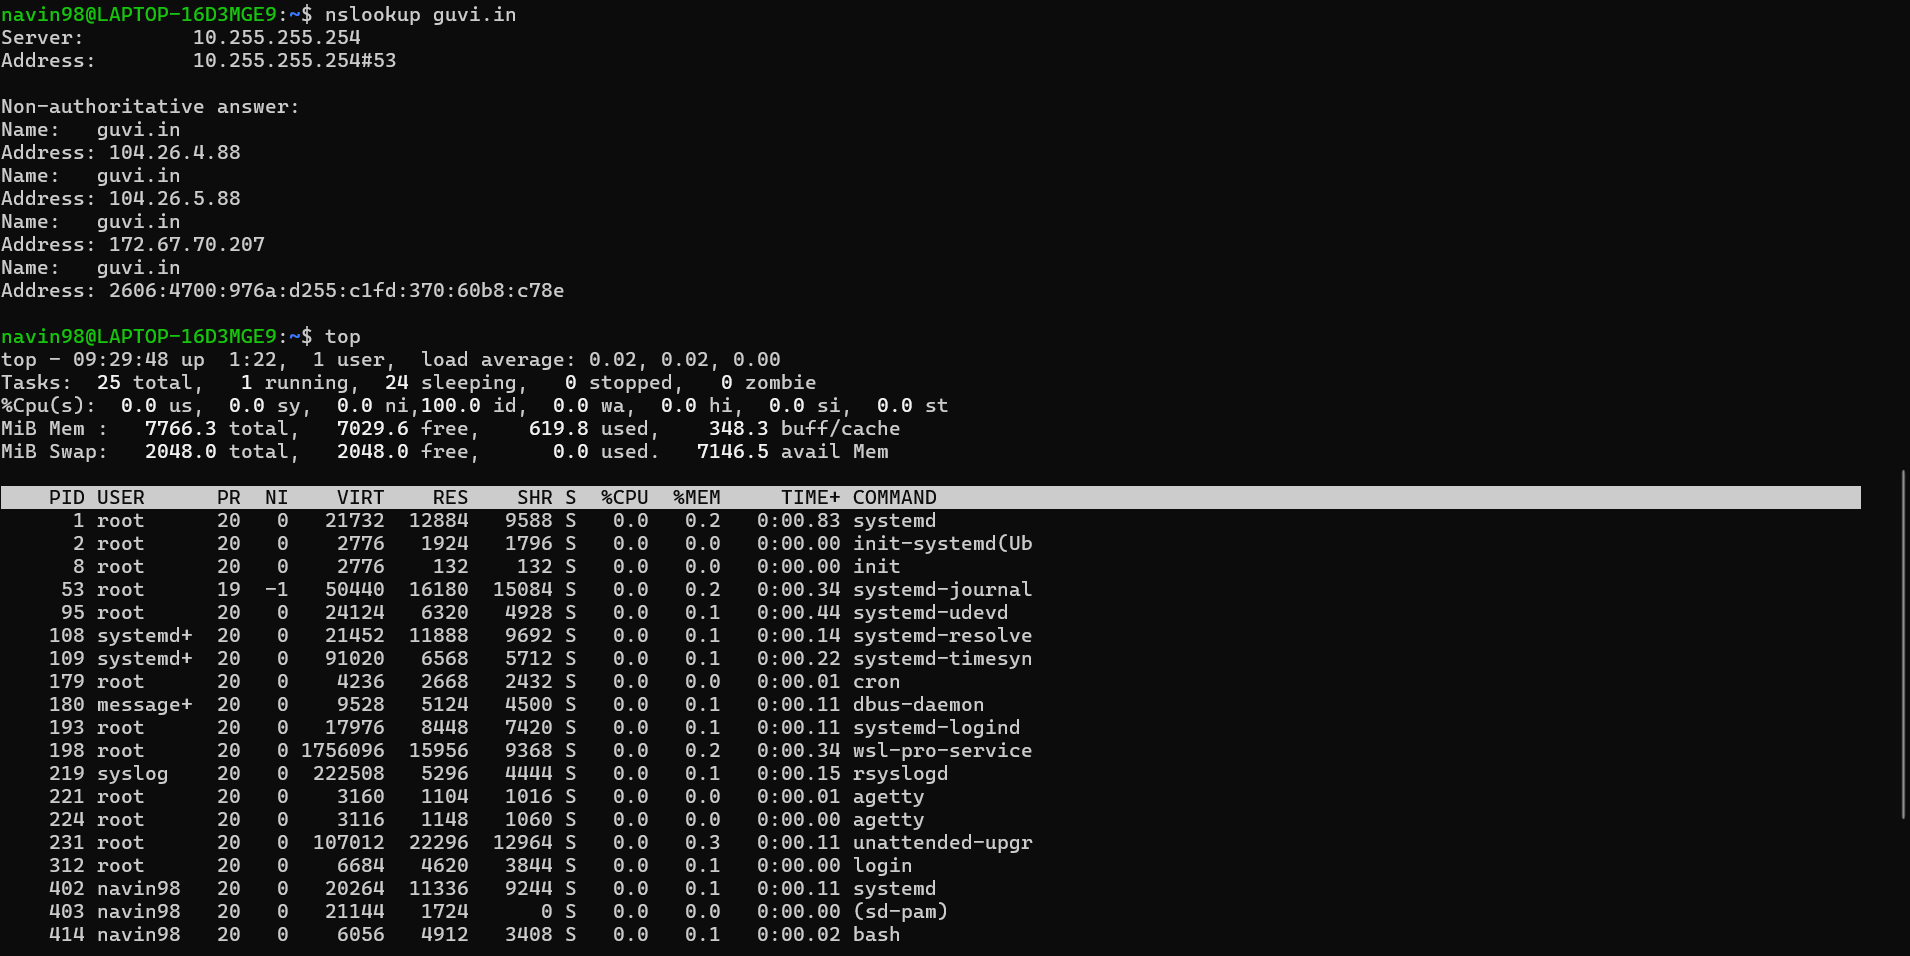 navin98@LAPTOP-16D3MGE9:~$ nslookup guvi.in
Server:         10.255.255.254
Address:        10.255.255.254#53
Non-authoritative answer:
Name:   guvi.in
Address: 104.26.4.88
Name:   guvi.in
Address: 104.26.5.88
Name:   guvi.in
Address: 172.67.70.207
Name:   guvi.in
Address: 2606:4700:976a:d255:c1fd:370:60b8:c78e
navin98@LAPTOP-16D3MGE9:~$ top
top - 09:29:48 up  1:22,  1 user,  load average: 0.02, 0.02, 0.00
Tasks:  25 total,   1 running,  24 sleeping,   0 stopped,   0 zombie
%Cpu(s):  0.0 us,  0.0 sy,  0.0 ni,100.0 id,  0.0 wa,  0.0 hi,  0.0 si,  0.0 st
MiB Mem :   7766.3 total,   7029.6 free,    619.8 used,    348.3 buff/cache
MiB Swap:   2048.0 total,   2048.0 free,      0.0 used.   7146.5 avail Mem
    PID USER      PR  NI    VIRT    RES    SHR S  %CPU  %MEM     TIME+ COMMAND
      1 root      20   0   21732  12884   9588 S   0.0   0.2   0:00.83 systemd
      2 root      20   0    2776   1924   1796 S   0.0   0.0   0:00.00 init-systemd(Ub
      8 root      20   0    2776    132    132 S   0.0   0.0   0:00.00 init
     53 root      19  -1   50440  16180  15084 S   0.0   0.2   0:00.34 systemd-journal
     95 root      20   0   24124   6320   4928 S   0.0   0.1   0:00.44 systemd-udevd
    108 systemd+  20   0   21452  11888   9692 S   0.0   0.1   0:00.14 systemd-resolve
    109 systemd+  20   0   91020   6568   5712 S   0.0   0.1   0:00.22 systemd-timesyn
    179 root      20   0    4236   2668   2432 S   0.0   0.0   0:00.01 cron
    180 message+  20   0    9528   5124   4500 S   0.0   0.1   0:00.11 dbus-daemon
    193 root      20   0   17976   8448   7420 S   0.0   0.1   0:00.11 systemd-logind
    198 root      20   0 1756096  15956   9368 S   0.0   0.2   0:00.34 wsl-pro-service
    219 syslog    20   0  222508   5296   4444 S   0.0   0.1   0:00.15 rsyslogd
    221 root      20   0    3160   1104   1016 S   0.0   0.0   0:00.01 agetty
    224 root      20   0    3116   1148   1060 S   0.0   0.0   0:00.00 agetty
    231 root      20   0  107012  22296  12964 S   0.0   0.3   0:00.11 unattended-upgr
    312 root      20   0    6684   4620   3844 S   0.0   0.1   0:00.00 login
    402 navin98   20   0   20264  11336   9244 S   0.0   0.1   0:00.11 systemd
    403 navin98   20   0   21144   1724      0 S   0.0   0.0   0:00.00 (sd-pam)
    414 navin98   20   0    6056   4912   3408 S   0.0   0.1   0:00.02 bash